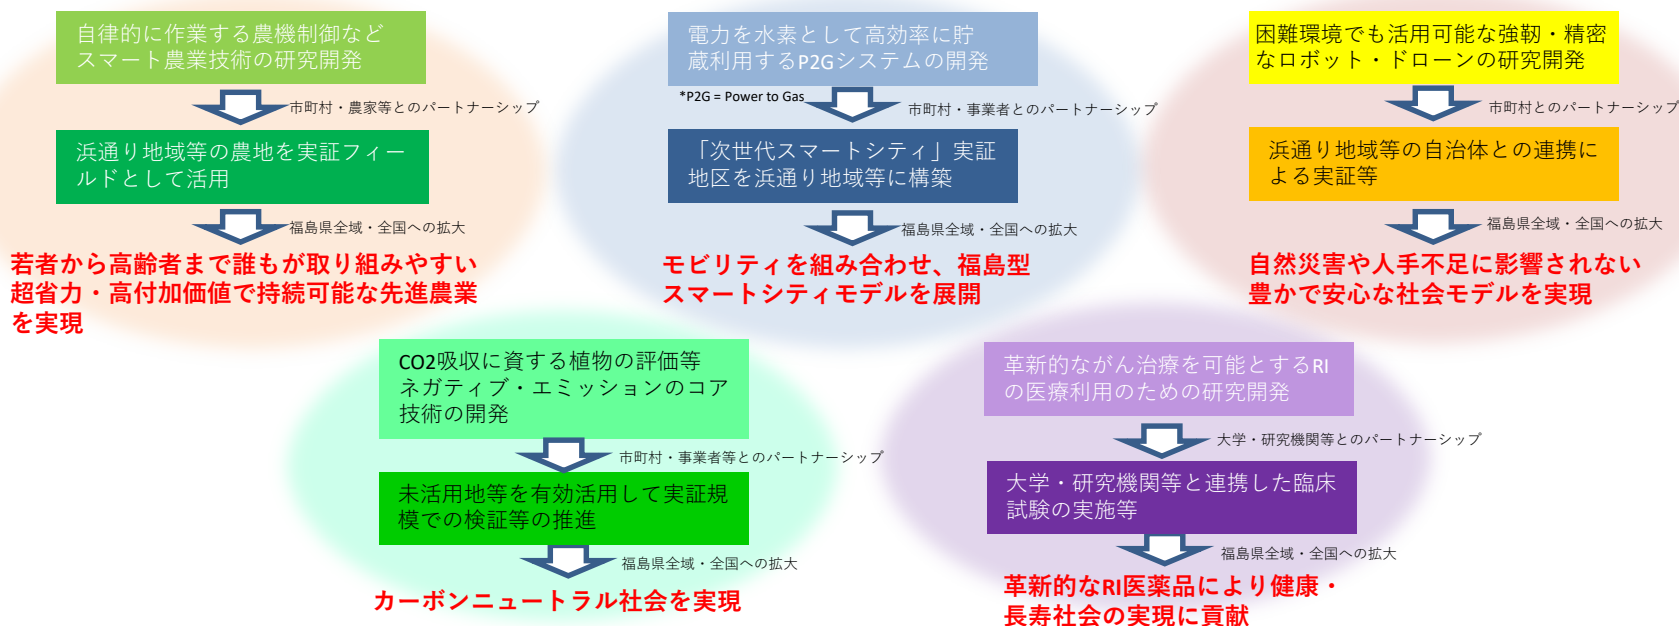 自律的に作業する農機制御など
スマート農業技術の研究開発
市町村・農家等とのパートナーシップ
浜通り地域等の農地を実証フィー
ルドとして活用
福島県全域・全国への拡大
若者から高齢者まで誰もが取り組みやすい
超省力・高付加価値で持続可能な先進農業
を実現
電力を水素として高効率に貯
蔵利用するP2Gシステムの開発
*P2G = Power to Gas
市町村・事業者とのパートナーシップ
「次世代スマートシティ」実証
地区を浜通り地域等に構築
福島県全域・全国への拡大
モビリティを組み合わせ、福島型
スマートシティモデルを展開
困難環境でも活用可能な強靭・精密
なロボット・ドローンの研究開発
市町村とのパートナーシップ
浜通り地域等の自治体との連携に
よる実証等
福島県全域・全国への拡大
自然災害や人手不足に影響されない
豊かで安心な社会モデルを実現
CO2吸収に資する植物の評価等
ネガティブ・エミッションのコア
技術の開発
市町村・事業者等とのパートナーシップ
未活用地等を有効活用して実証規
模での検証等の推進
福島県全域・全国への拡大
カーボンニュートラル社会を実現
革新的ながん治療を可能とするRI
の医療利用のための研究開発
大学・研究機関等とのパートナーシップ
大学・研究機関等と連携した臨床
試験の実施等
福島県全域・全国への拡大
革新的なRI医薬品により健康・
長寿社会の実現に貢献